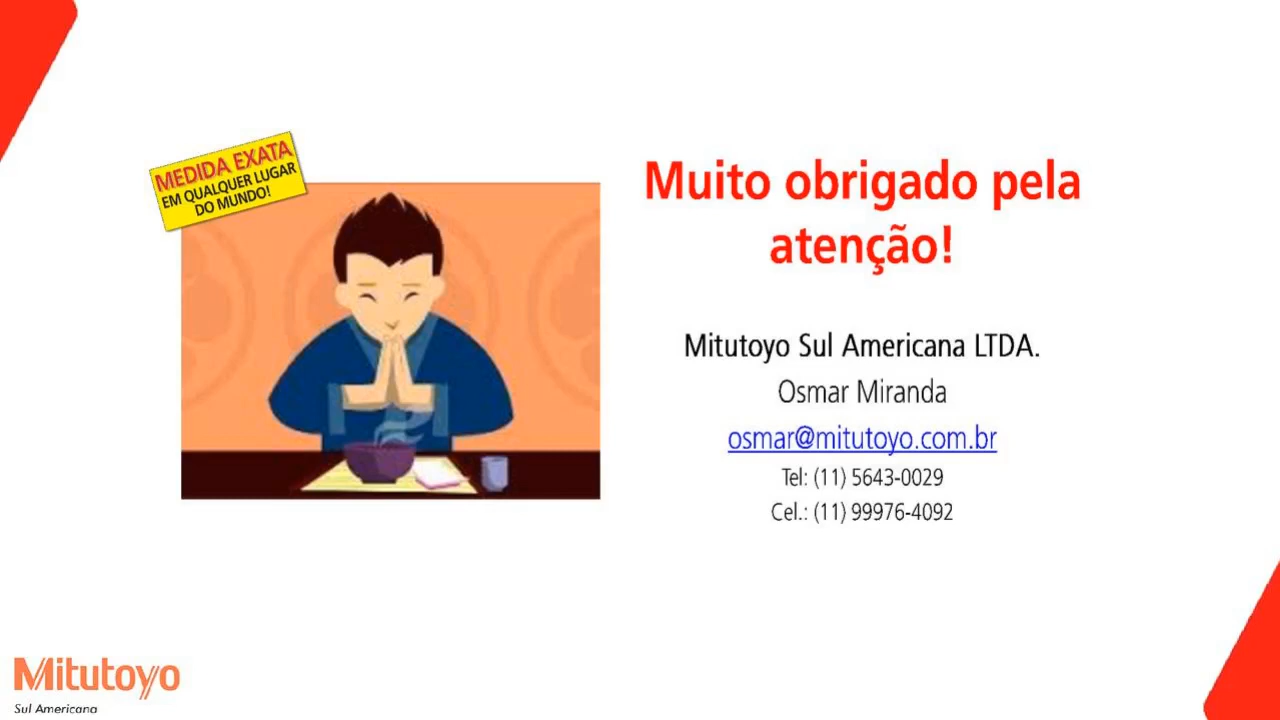 MEDIDA EXATA
EM QUALQUER LUGAR
DO MUNDO!
Muito obrigado pela
atenção!
Mitutoyo Sul Americana LTDA.
Osmar Miranda
osmar@mitutoyo.com.br
Tel: (11) 5643-0029
Cel.: (11) 99976-4092
Mitutoyo
Sul Americana